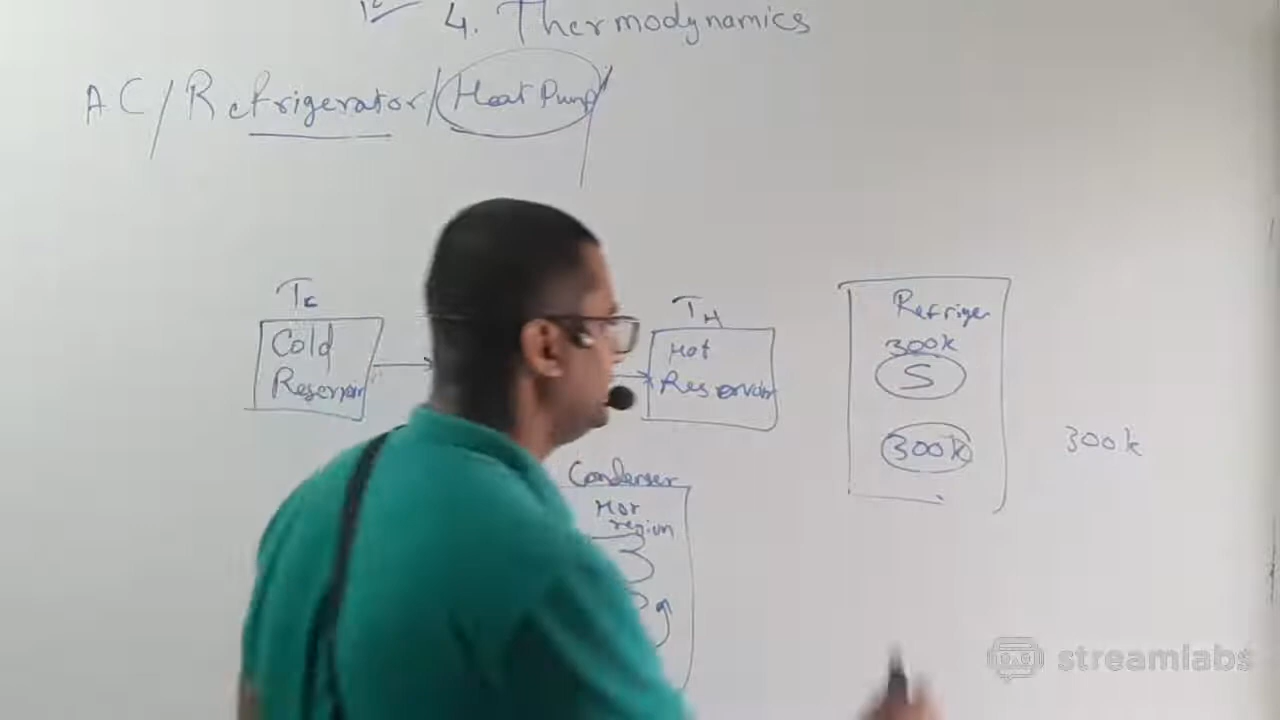 4. Thermodynamics
AC/Refrigerator/Heat Pump/
Tc
Cold
Reservoir
TH
Hot
Reservoir
Refriger
300k
S
300k
300k
Condenser
Hot
region
streamlabs